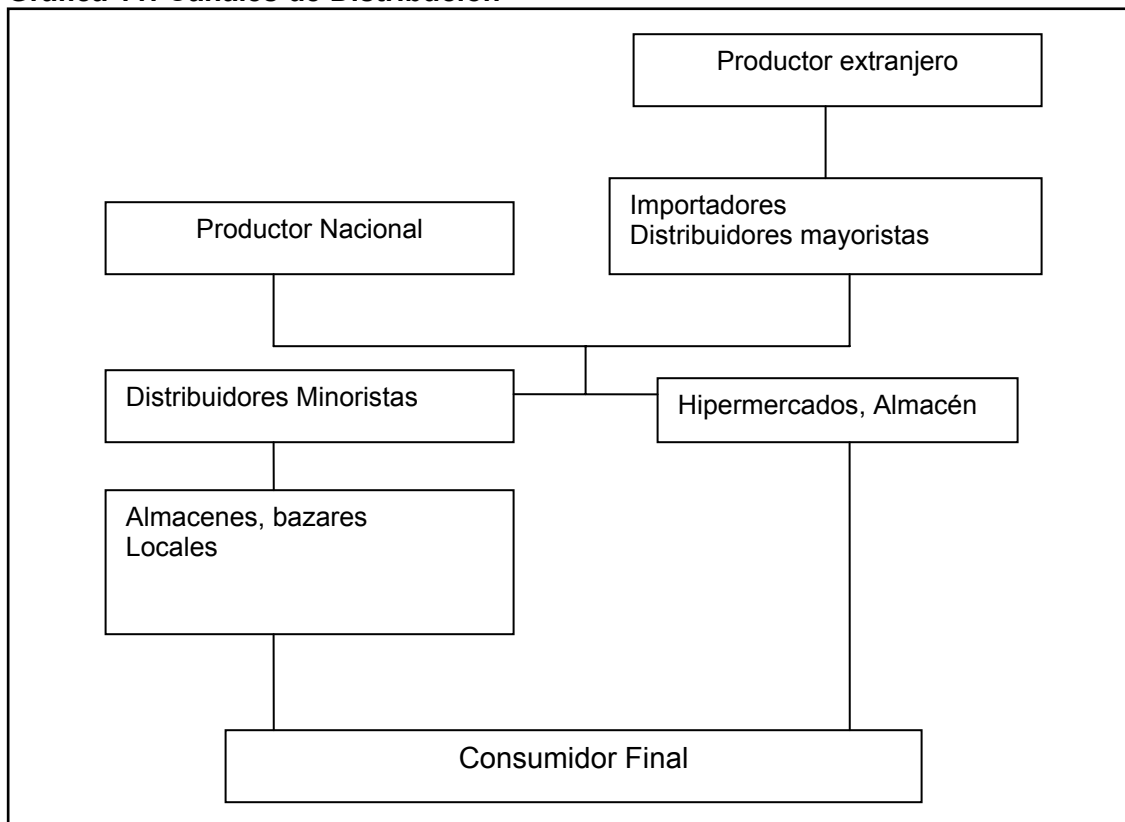 Productor extranjero
Importadores
Distribuidores mayoristas
Productor Nacional
Distribuidores Minoristas
Hipermercados, Almacén
Almacenes, bazares
Locales
Consumidor Final